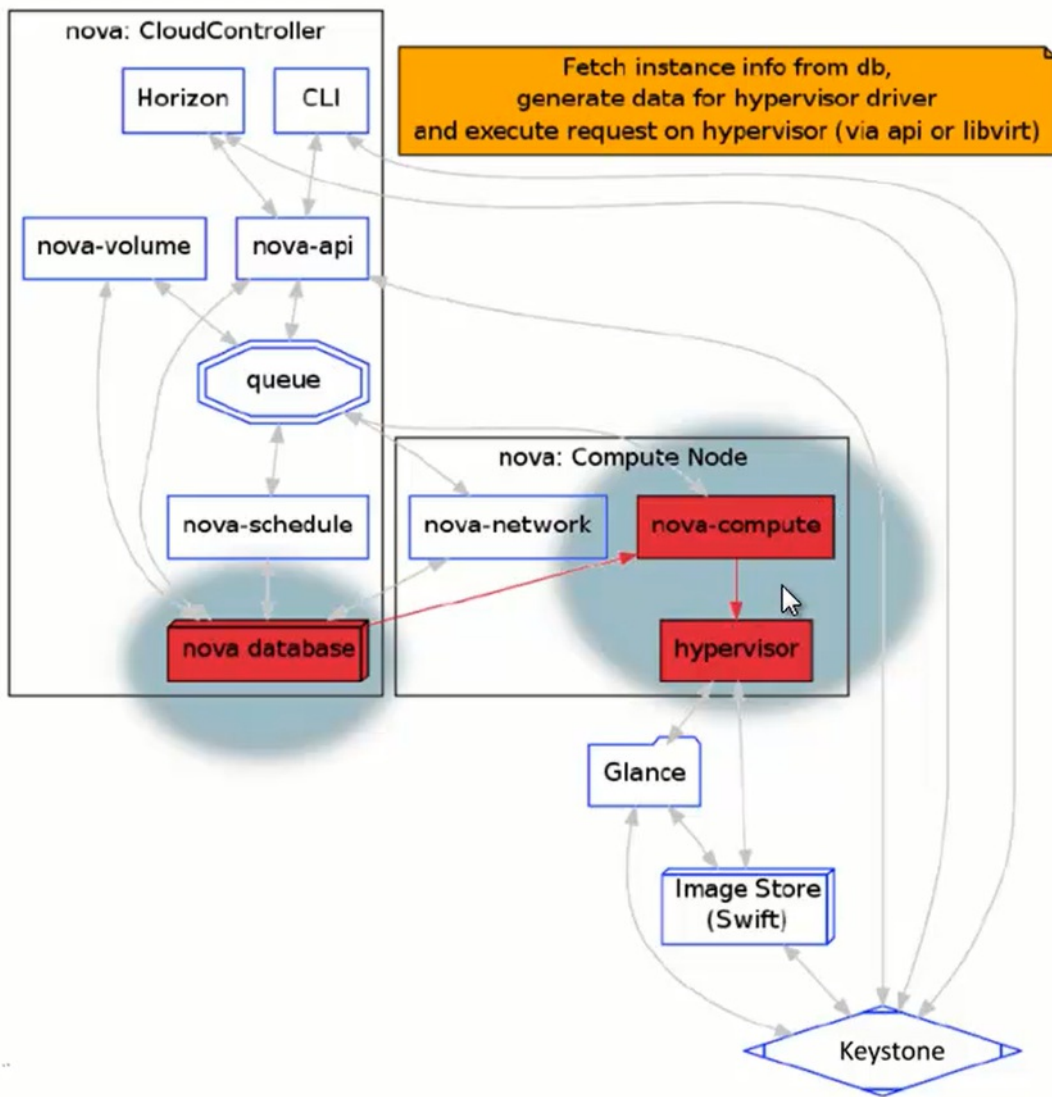 nova: CloudController
Fetch instance info from db,
generate data for hypervisor driver
and execute request on hypervisor (via api or libvirt)
Horizon
CLI
nova-volume
nova-api
queue
nova: Compute Node
nova-schedule
nova-network
nova-compute
nova database
hypervisor
Glance
Image Store
(Swift)
Keystone